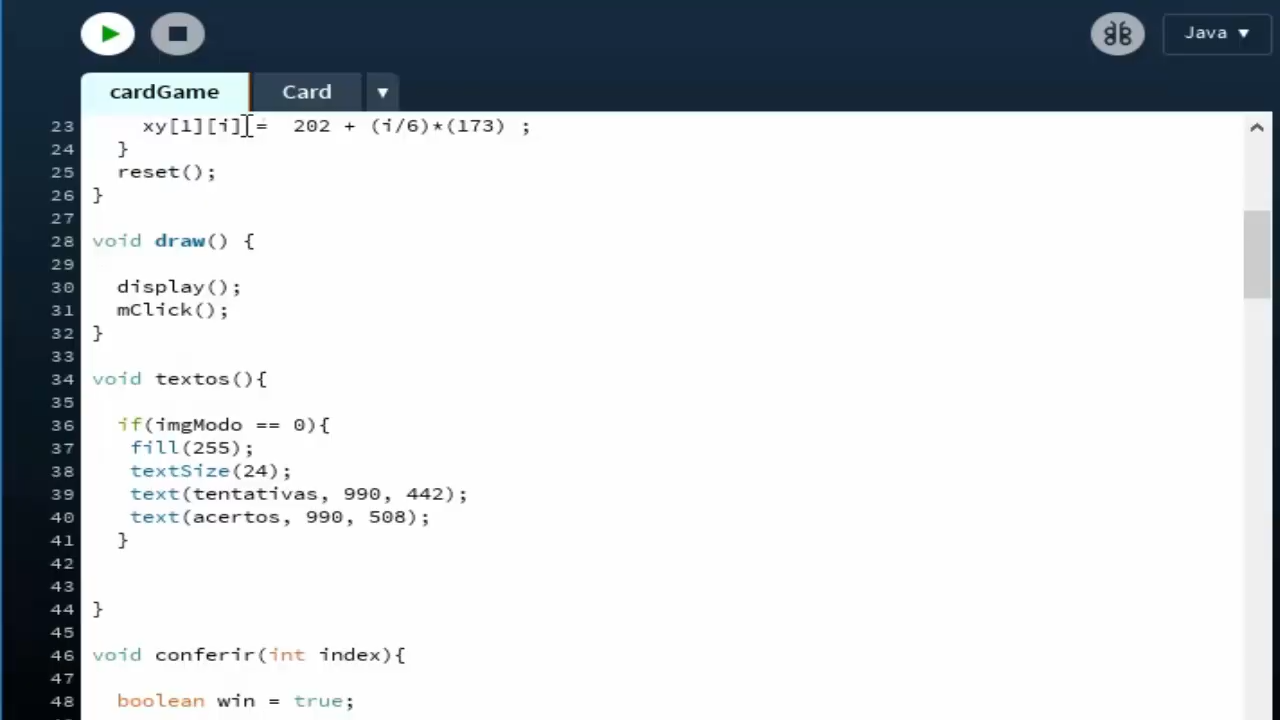 Java ▼
cardGame Card ▼
23 xy[1][i] = 202 + (i/6)*(173) ;
24 }
25 reset();
26 }
27
28 void draw() {
29
30 display();
31 mClick();
32 }
33
34 void textos(){
35
36 if(imgModo == 0){
37 fill(255);
38 textSize(24);
39 text(tentativas, 990, 442);
40 text(acertos, 990, 508);
41 }
42
43
44 }
45
46 void conferir(int index){
47
48 boolean win = true;